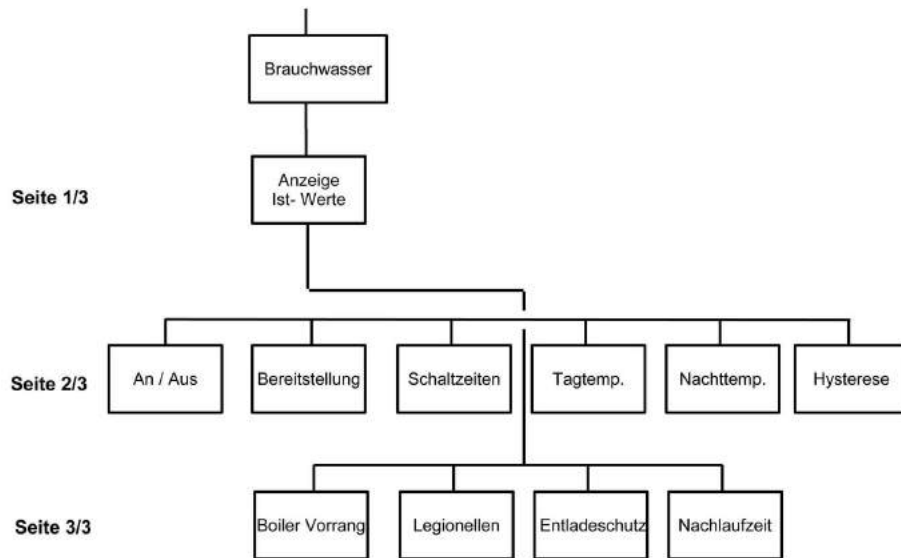 Brauchwasser
Seite 1/3
Anzeige
Ist- Werte
Seite 2/3
An / Aus
Bereitstellung
Schaltzeiten
Tagtemp.
Nachttemp.
Hysterese
Seite 3/3
Boiler Vorrang
Legionellen
Entladeschutz
Nachlaufzeit